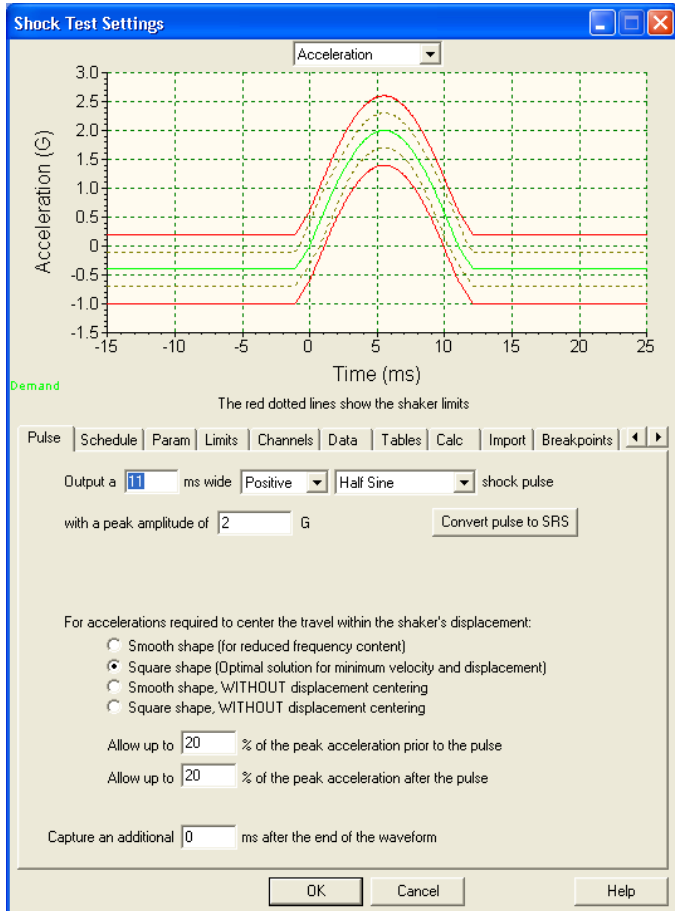 Shock Test Settings
Acceleration
3.0
2.5
2.0
1.5
1.0
0.5
0
-0.5
-1.0
-1.5
Acceleration (G)
-15 -10 -5 0 5 10 15 20 25
Time (ms)
Demand
The red dotted lines show the shaker limits
Pulse Schedule Param Limits Channels Data Tables Calc Import Breakpoints
Output a 11 ms wide Positive Half Sine shock pulse
with a peak amplitude of 2 G Convert pulse to SRS
For accelerations required to center the travel within the shaker's displacement:
Smooth shape (for reduced frequency content)
Square shape (Optimal solution for minimum velocity and displacement)
Smooth shape, WITHOUT displacement centering
Square shape, WITHOUT displacement centering
Allow up to 20 % of the peak acceleration prior to the pulse
Allow up to 20 % of the peak acceleration after the pulse
Capture an additional 0 ms after the end of the waveform
OK Cancel Help